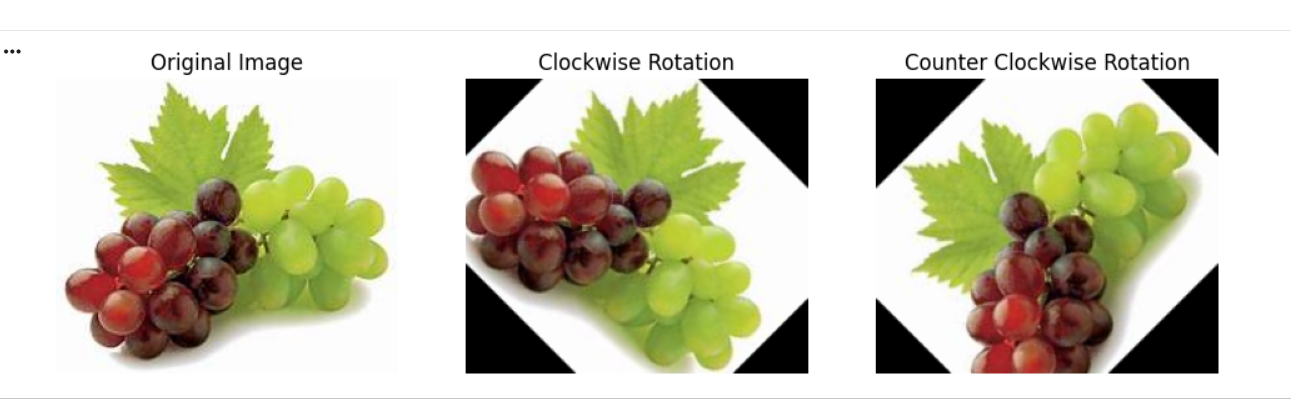 Original Image
Clockwise Rotation
Counter Clockwise Rotation